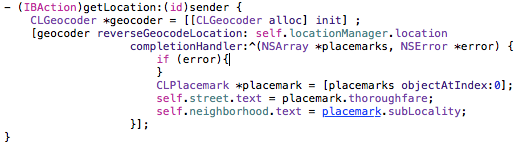 - (IBAction)getLocation:(id)sender {
CLGeocoder *geocoder = [[CLGeocoder alloc] init] ;
[geocoder reverseGeocodeLocation: self.locationManager.location
completionHandler:^(NSArray *placemarks, NSError *error) {
if (error){
}
CLPlacemark *placemark = [placemarks objectAtIndex:0];
self.street.text = placemark.thoroughfare;
self.neighborhood.text = placemark.subLocality;
}];
}